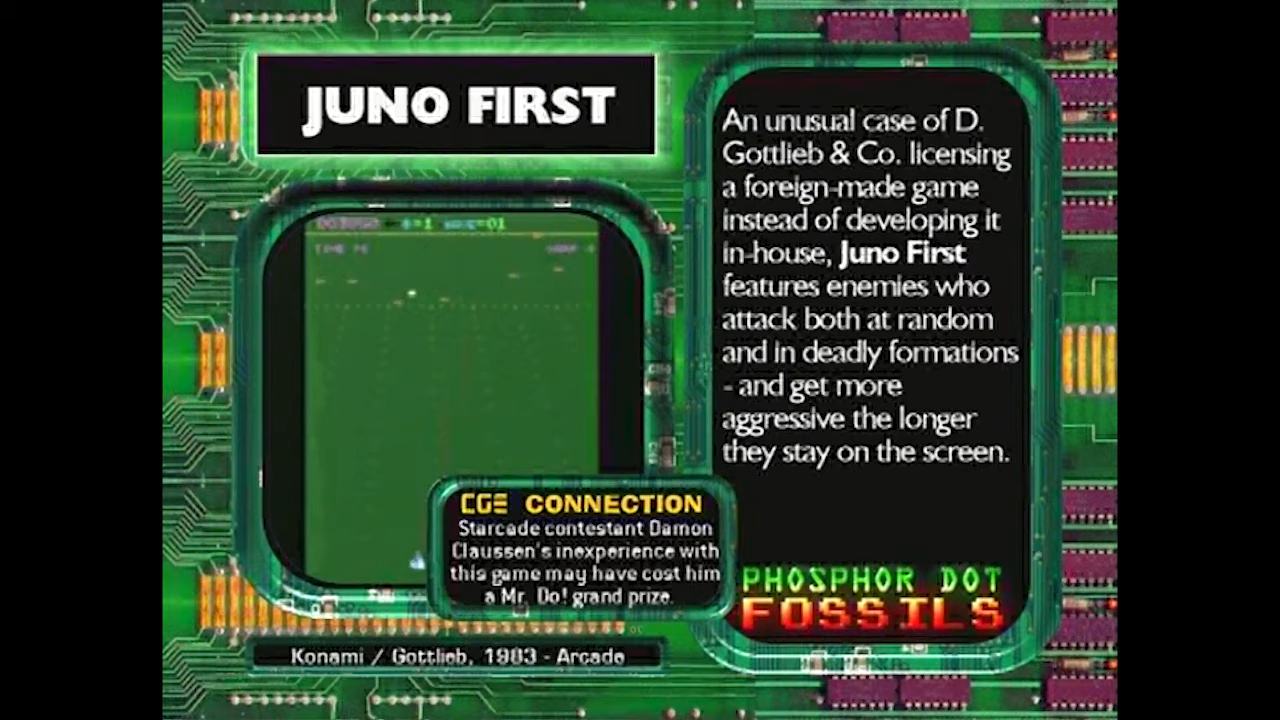 JUNO FIRST
An unusual case of D.
Gottlieb & Co. licensing
a foreign-made game
instead of developing it
in-house, Juno First
features enemies who
attack both at random
and in deadly formations
- and get more
aggressive the longer
they stay on the screen.
CGE CONNECTION
Starcade contestant Damon
Claussen's inexperience with
this game may have cost him
a Mr. Do! grand prize.
PHOSPHOR DOT
FOSSILS
Konami / Gottlieb, 1983 - Arcade